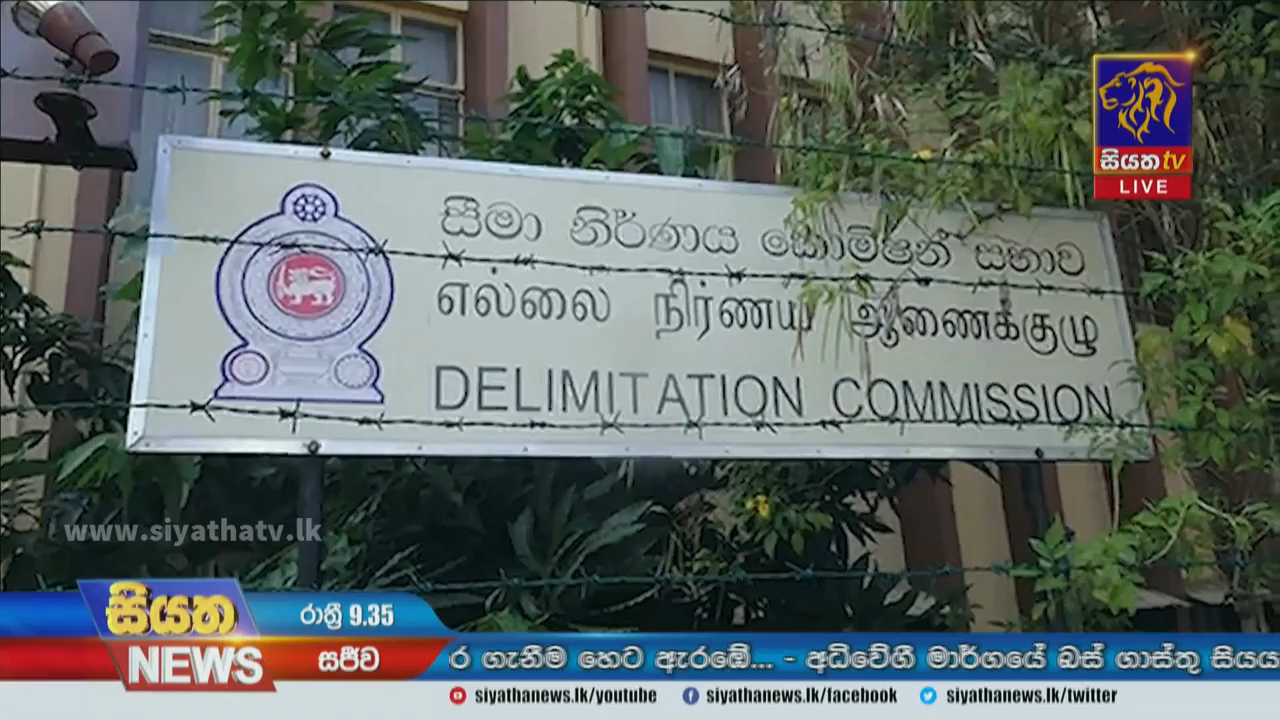 සියත tv
LIVE
සීමා නිර්ණය කොමිෂන් සභාව
எல்லை நிர்ணய ஆணைக்குழு
DELIMITATION COMMISSION
www.siyathatv.lk
සියත
NEWS
රාත්‍රී 9.35
සජීව
ර ගැනීම හෙට ඇරඹේ... - අධිවේගී මාර්ගයේ බස් ගාස්තු සියය
siyathanews.lk/youtube
siyathanews.lk/facebook
siyathanews.lk/twitter